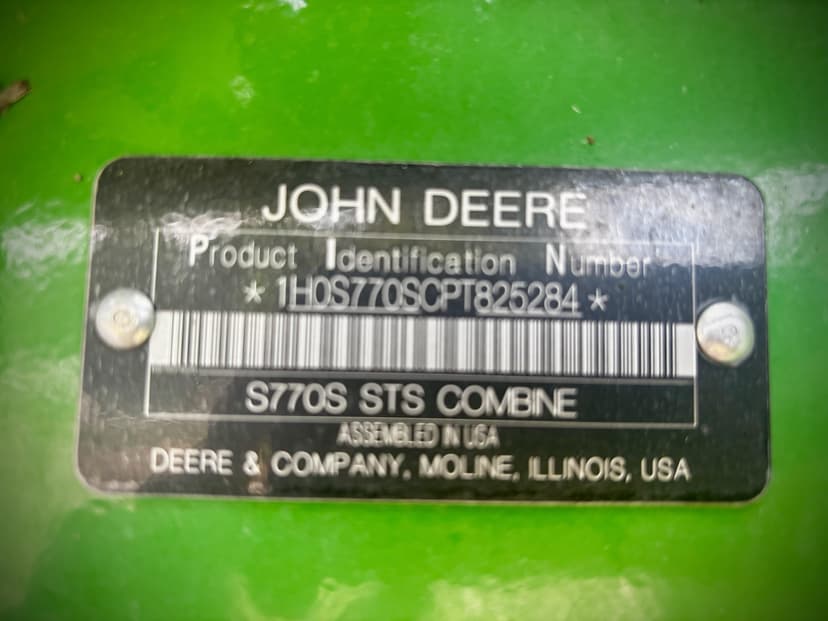 JOHN DEERE
Product Identification Number
* 1H0S770SCPT825284 *
S770S STS COMBINE
ASSEMBLED IN USA
DEERE & COMPANY, MOLINE, ILLINOIS, USA